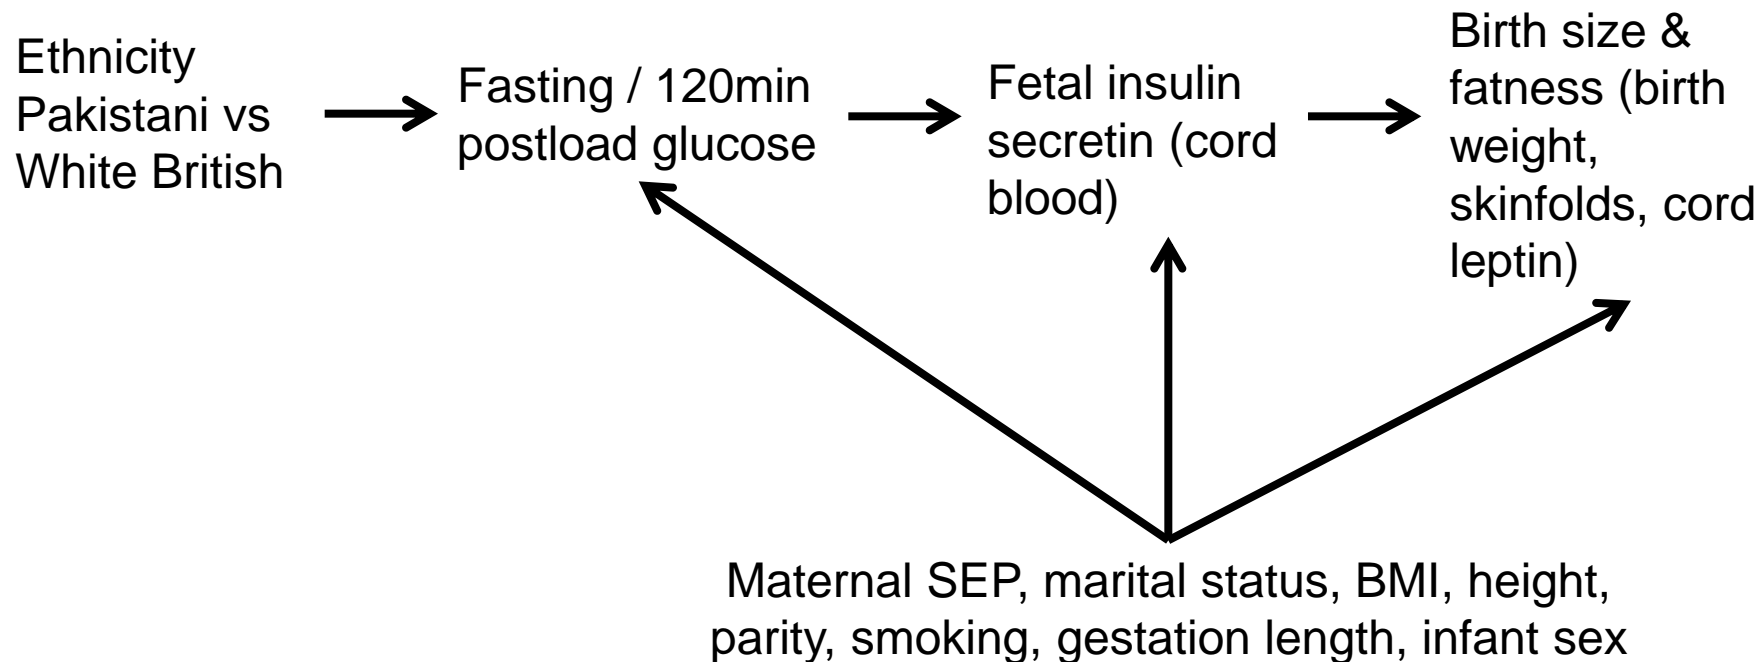 Ethnicity
Pakistani vs
White British
Fasting / 120min
postload glucose
Fetal insulin
secretin (cord
blood)
Birth size &
fatness (birth
weight,
skinfolds, cord
leptin)
Maternal SEP, marital status, BMI, height,
parity, smoking, gestation length, infant sex